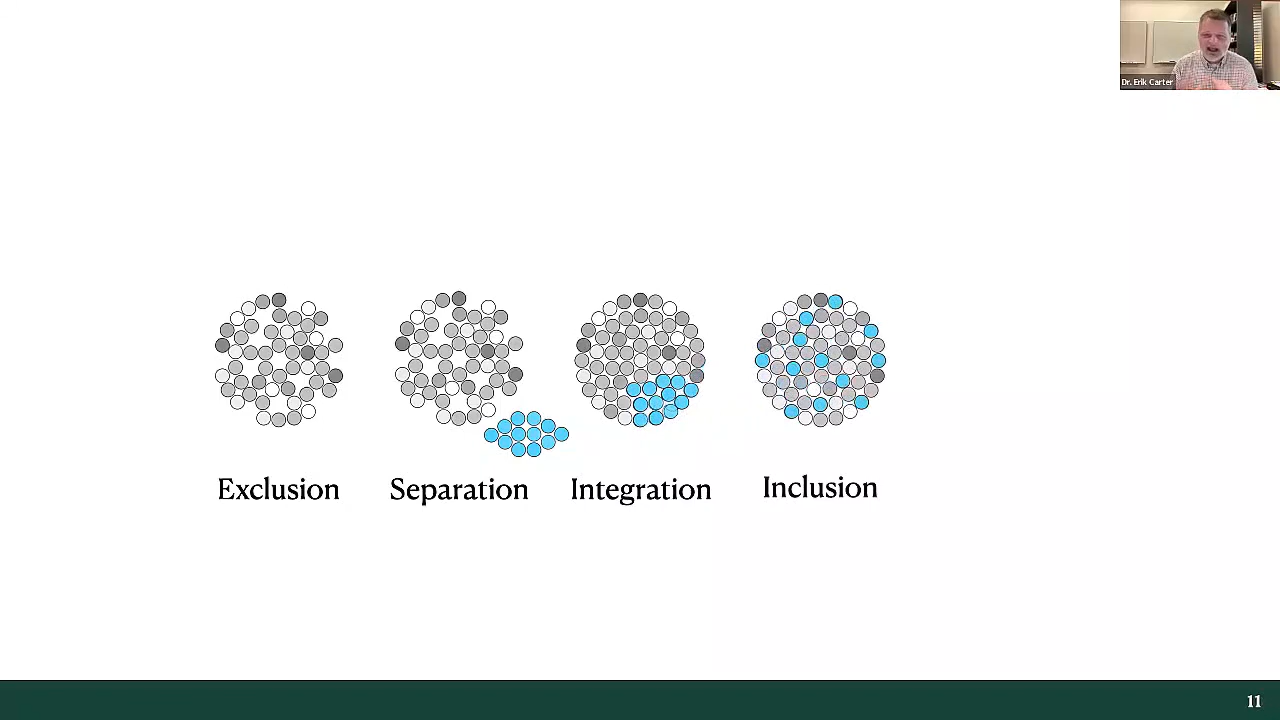 Dr. Erik Carter
Exclusion
Separation
Integration
Inclusion
11